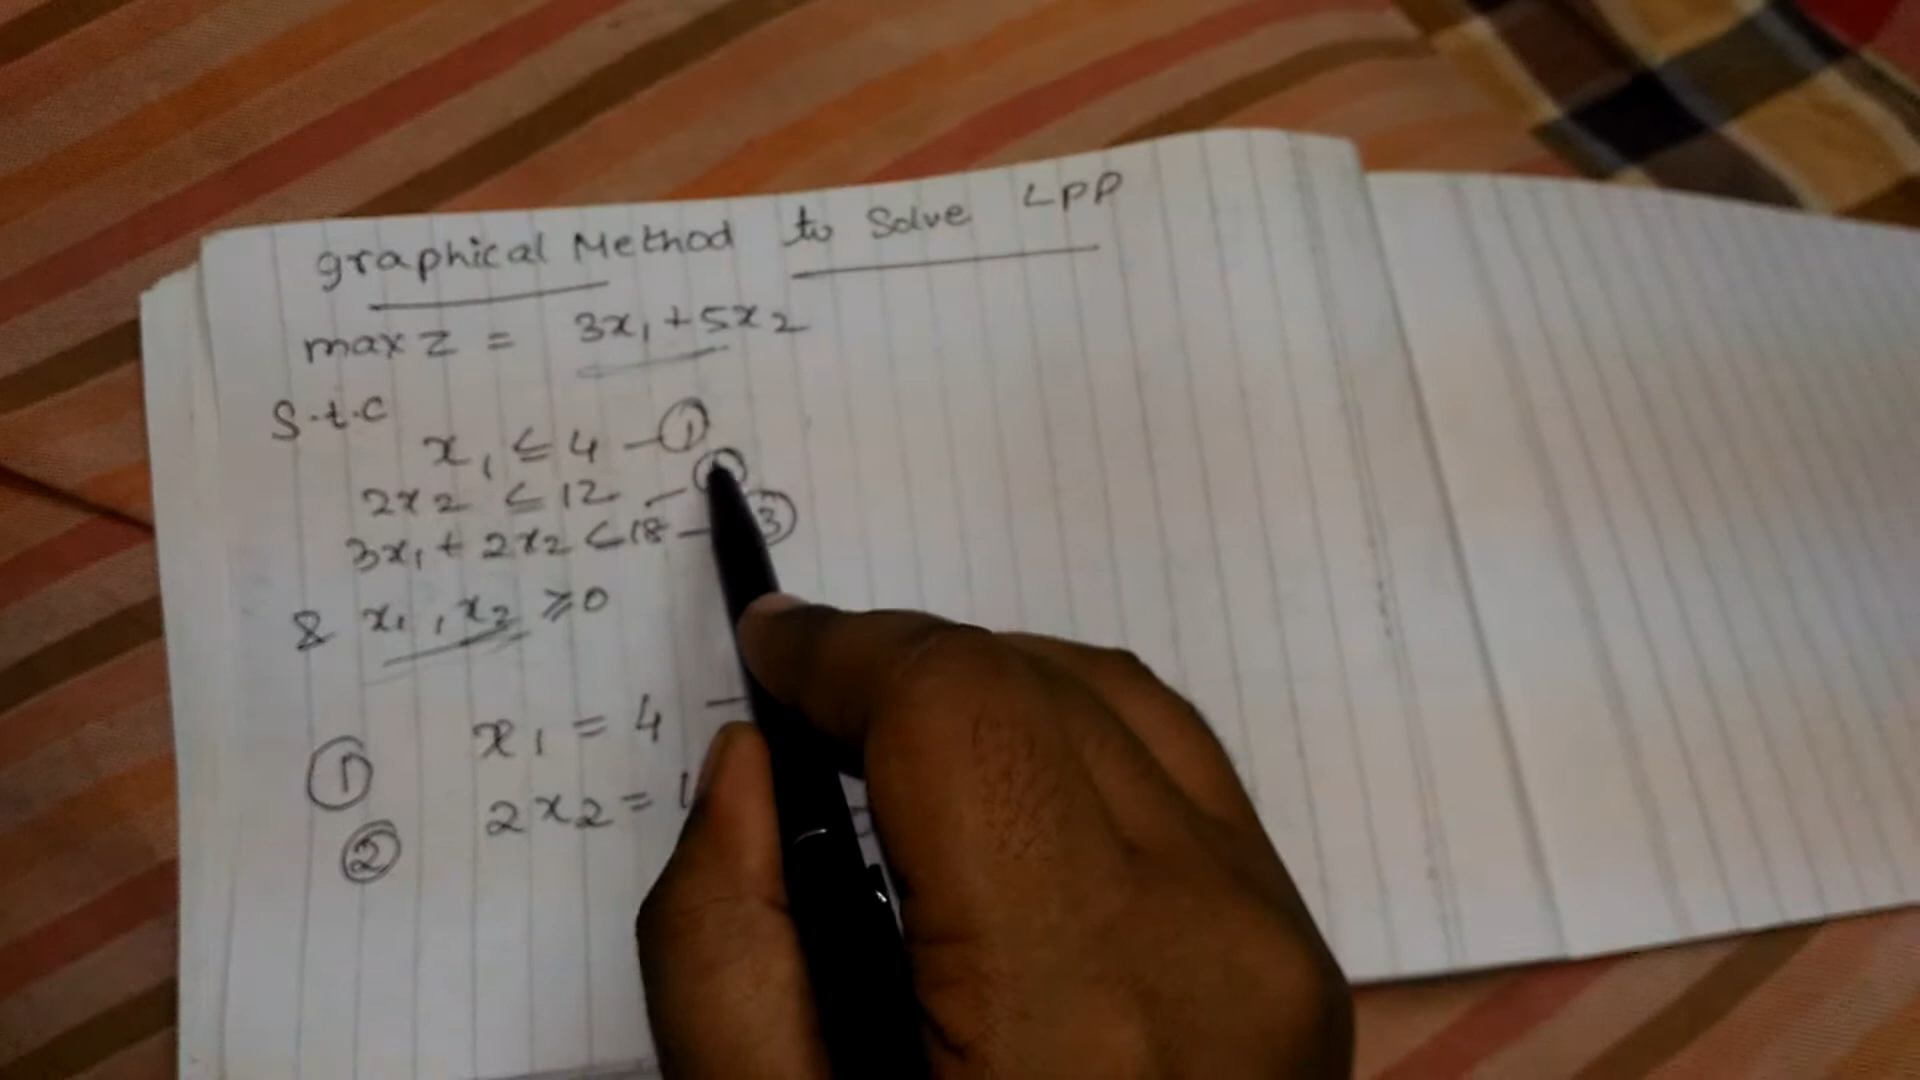 graphical Method to Solve LPP
max Z = 3x₁ + 5x₂
S.t.c
x₁ ≤ 4 — ①
2x₂ ≤ 12 —
3x₁ + 2x₂ ≤ 18 — ③
& x₁, x₂ ≥ 0
① x₁ = 4 —
② 2x₂ =